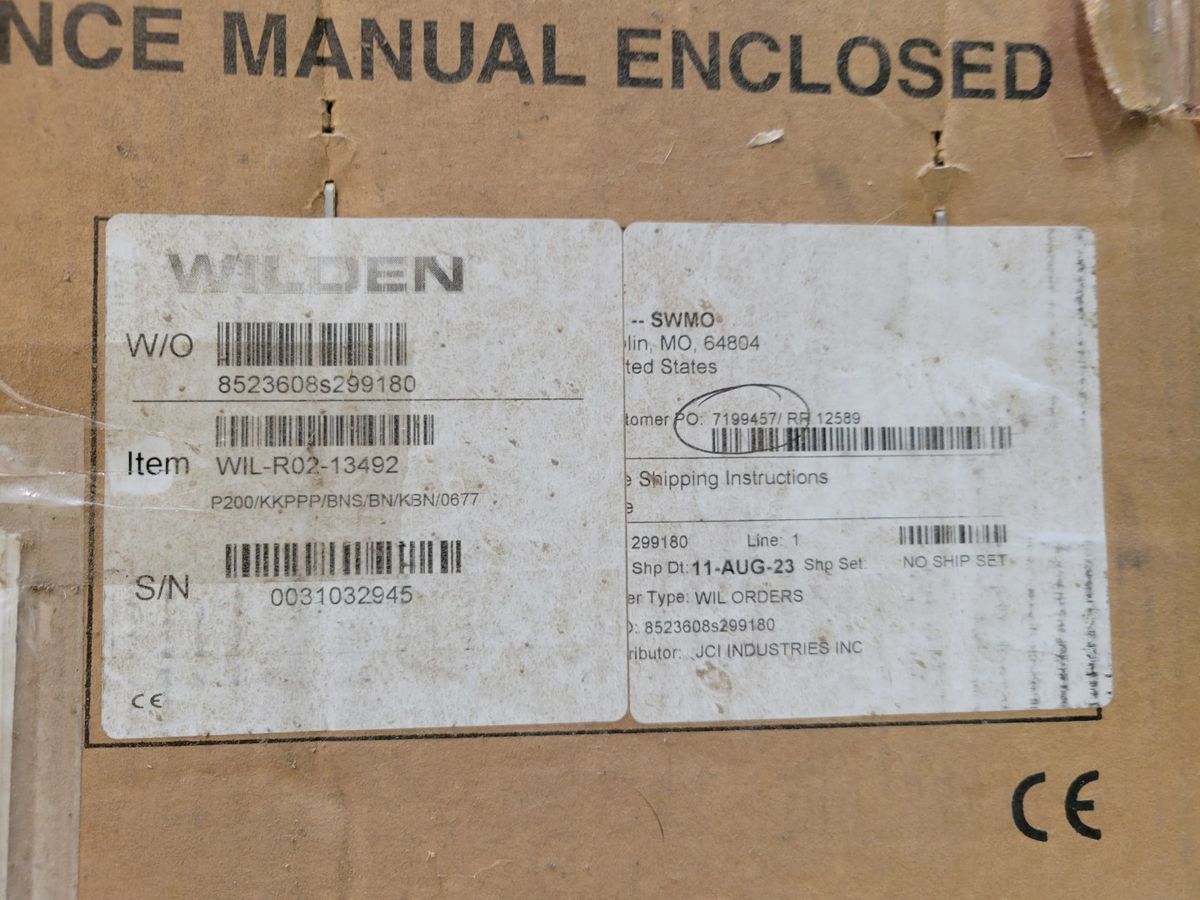 NCE MANUAL ENCLOSED
WILDEN
W/O
8523608s299180
Item WIL-R02-13492
P200/KKPPP/BNS/BN/KBN/0677
S/N
0031032945
CE
-- SWMO
lin, MO, 64804
ted States
tomer PO: 7199457/ RR 12589
e Shipping Instructions
e
299180 Line: 1
Shp Dt: 11-AUG-23 Shp Set: NO SHIP SET
er Type: WIL ORDERS
: 8523608s299180
ributor: JCI INDUSTRIES INC
CE